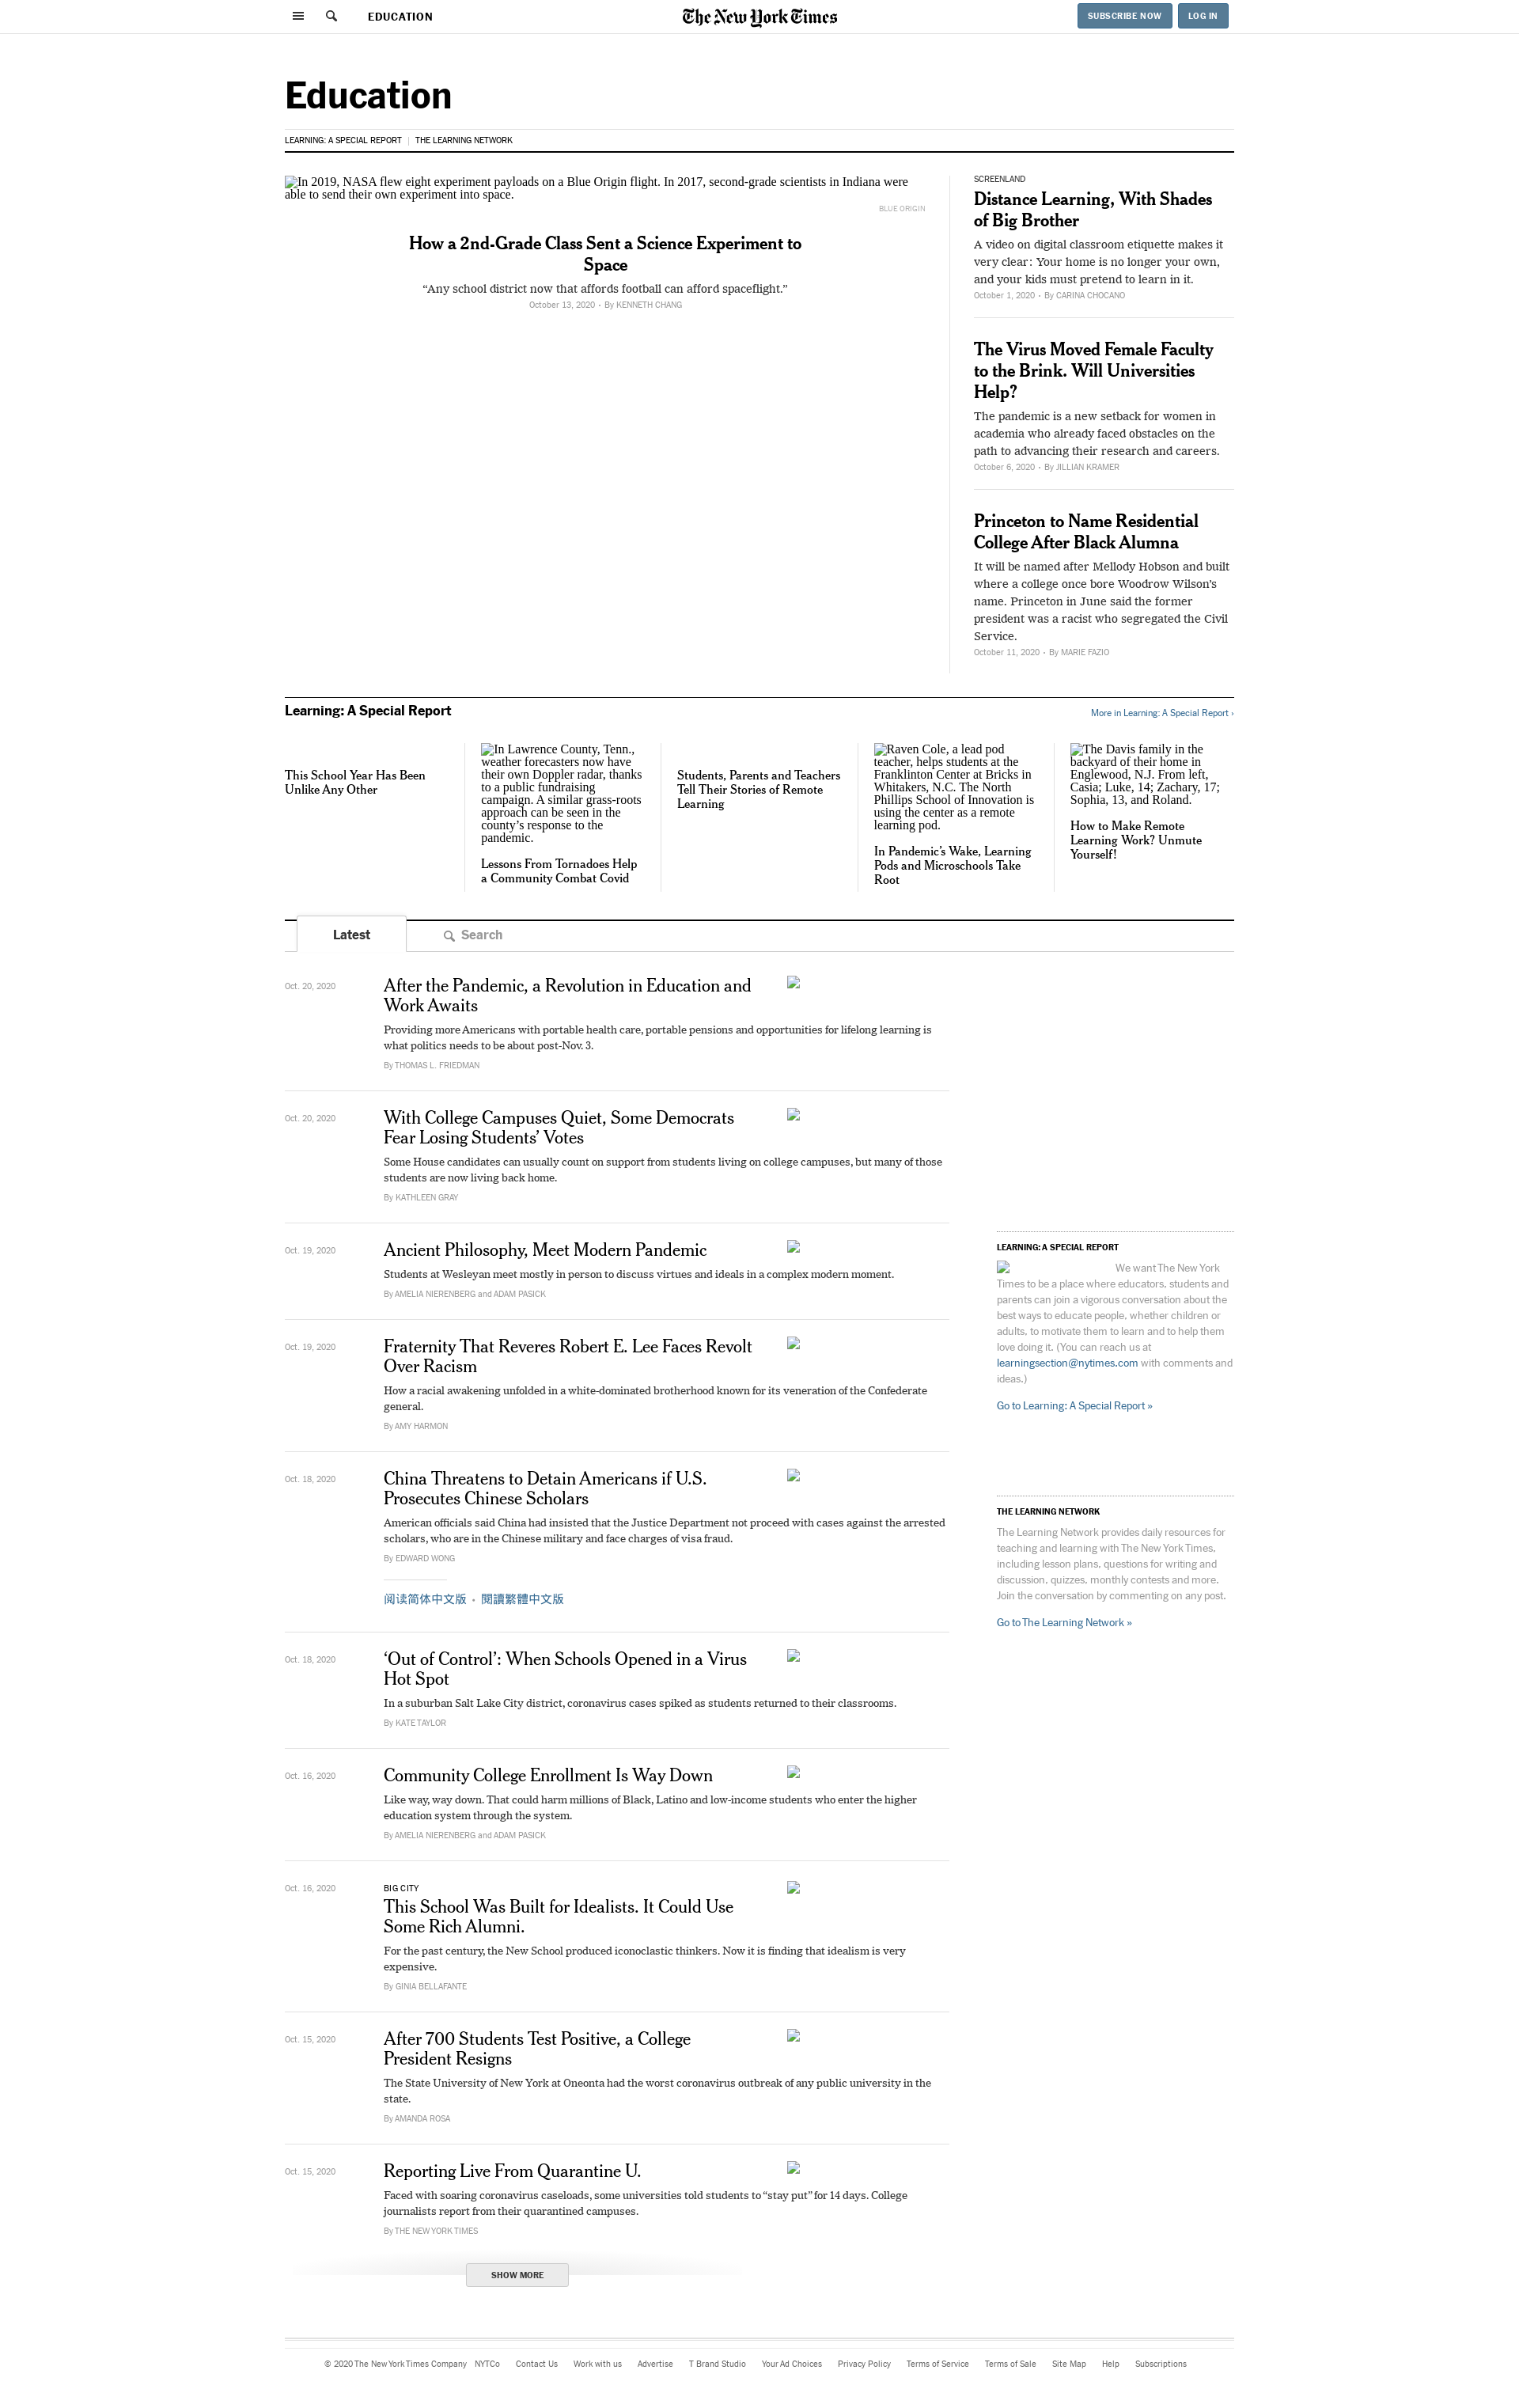 EDUCATION
The New York Times
SUBSCRIBE NOW
LOG IN
Education
LEARNING: A SPECIAL REPORT | THE LEARNING NETWORK
In 2019, NASA flew eight experiment payloads on a Blue Origin flight. In 2017, second-grade scientists in Indiana were
able to send their own experiment into space.
BLUE ORIGIN
How a 2nd-Grade Class Sent a Science Experiment to
Space
“Any school district now that affords football can afford spaceflight.”
October 13, 2020 • By KENNETH CHANG
SCREENLAND
Distance Learning, With Shades
of Big Brother
A video on digital classroom etiquette makes it
very clear: Your home is no longer your own,
and your kids must pretend to learn in it.
October 1, 2020 • By CARINA CHOCANO
The Virus Moved Female Faculty
to the Brink. Will Universities
Help?
The pandemic is a new setback for women in
academia who already faced obstacles on the
path to advancing their research and careers.
October 6, 2020 • By JILLIAN KRAMER
Princeton to Name Residential
College After Black Alumna
It will be named after Mellody Hobson and built
where a college once bore Woodrow Wilson’s
name. Princeton in June said the former
president was a racist who segregated the Civil
Service.
October 11, 2020 • By MARIE FAZIO
Learning: A Special Report
More in Learning: A Special Report ›
This School Year Has Been
Unlike Any Other
In Lawrence County, Tenn.,
weather forecasters now have
their own Doppler radar, thanks
to a public fundraising
campaign. A similar grass-roots
approach can be seen in the
county’s response to the
pandemic.
Lessons From Tornadoes Help
a Community Combat Covid
Students, Parents and Teachers
Tell Their Stories of Remote
Learning
Raven Cole, a lead pod
teacher, helps students at the
Franklinton Center at Bricks in
Whitakers, N.C. The North
Phillips School of Innovation is
using the center as a remote
learning pod.
In Pandemic’s Wake, Learning
Pods and Microschools Take
Root
The Davis family in the
backyard of their home in
Englewood, N.J. From left,
Casia; Luke, 14; Zachary, 17;
Sophia, 13, and Roland.
How to Make Remote
Learning Work? Unmute
Yourself!
Latest
Search
Oct. 20, 2020
After the Pandemic, a Revolution in Education and
Work Awaits
Providing more Americans with portable health care, portable pensions and opportunities for lifelong learning is
what politics needs to be about post-Nov. 3.
By THOMAS L. FRIEDMAN
Oct. 20, 2020
With College Campuses Quiet, Some Democrats
Fear Losing Students’ Votes
Some House candidates can usually count on support from students living on college campuses, but many of those
students are now living back home.
By KATHLEEN GRAY
Oct. 19, 2020
Ancient Philosophy, Meet Modern Pandemic
Students at Wesleyan meet mostly in person to discuss virtues and ideals in a complex modern moment.
By AMELIA NIERENBERG and ADAM PASICK
Oct. 19, 2020
Fraternity That Reveres Robert E. Lee Faces Revolt
Over Racism
How a racial awakening unfolded in a white-dominated brotherhood known for its veneration of the Confederate
general.
By AMY HARMON
Oct. 18, 2020
China Threatens to Detain Americans if U.S.
Prosecutes Chinese Scholars
American officials said China had insisted that the Justice Department not proceed with cases against the arrested
scholars, who are in the Chinese military and face charges of visa fraud.
By EDWARD WONG
阅读简体中文版 • 閱讀繁體中文版
Oct. 18, 2020
‘Out of Control’: When Schools Opened in a Virus
Hot Spot
In a suburban Salt Lake City district, coronavirus cases spiked as students returned to their classrooms.
By KATE TAYLOR
Oct. 16, 2020
Community College Enrollment Is Way Down
Like way, way down. That could harm millions of Black, Latino and low-income students who enter the higher
education system through the system.
By AMELIA NIERENBERG and ADAM PASICK
Oct. 16, 2020
BIG CITY
This School Was Built for Idealists. It Could Use
Some Rich Alumni.
For the past century, the New School produced iconoclastic thinkers. Now it is finding that idealism is very
expensive.
By GINIA BELLAFANTE
Oct. 15, 2020
After 700 Students Test Positive, a College
President Resigns
The State University of New York at Oneonta had the worst coronavirus outbreak of any public university in the
state.
By AMANDA ROSA
Oct. 15, 2020
Reporting Live From Quarantine U.
Faced with soaring coronavirus caseloads, some universities told students to “stay put” for 14 days. College
journalists report from their quarantined campuses.
By THE NEW YORK TIMES
SHOW MORE
LEARNING: A SPECIAL REPORT
We want The New York
Times to be a place where educators, students and
parents can join a vigorous conversation about the
best ways to educate people, whether children or
adults, to motivate them to learn and to help them
love doing it. (You can reach us at
learningsection@nytimes.com with comments and
ideas.)
Go to Learning: A Special Report »
THE LEARNING NETWORK
The Learning Network provides daily resources for
teaching and learning with The New York Times,
including lesson plans, questions for writing and
discussion, quizzes, monthly contests and more.
Join the conversation by commenting on any post.
Go to The Learning Network »
© 2020 The New York Times Company NYTCo Contact Us Work with us Advertise T Brand Studio Your Ad Choices Privacy Policy Terms of Service Terms of Sale Site Map Help Subscriptions